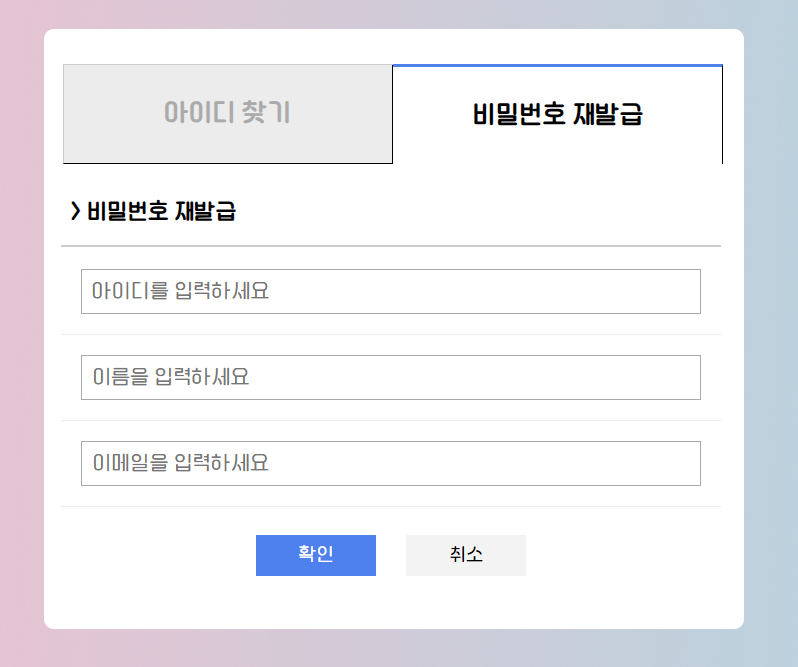 아이디 찾기
비밀번호 재발급
> 비밀번호 재발급
아이디를 입력하세요
이름을 입력하세요
이메일을 입력하세요
확인
취소